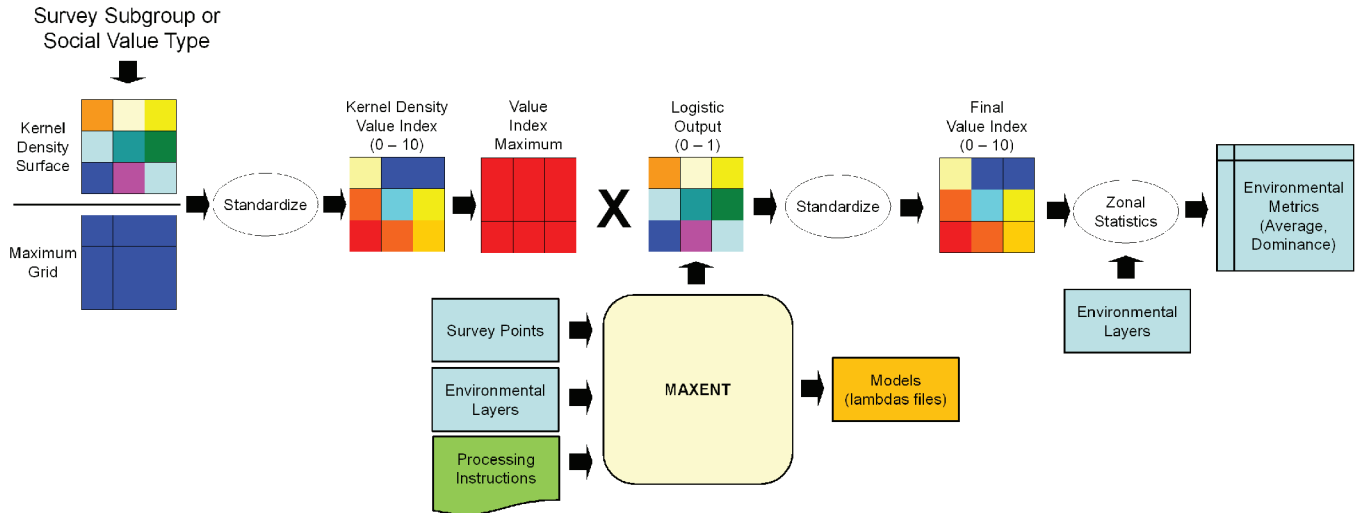 Survey Subgroup or
Social Value Type
Kernel
Density
Surface
Maximum
Grid
Standardize
Kernel Density
Value Index
(0 – 10)
Value
Index
Maximum
X
Logistic
Output
(0 – 1)
Standardize
Final
Value Index
(0 – 10)
Zonal
Statistics
Environmental
Metrics
(Average,
Dominance)
Environmental
Layers
Survey Points
Environmental
Layers
Processing
Instructions
MAXENT
Models
(lambdas files)